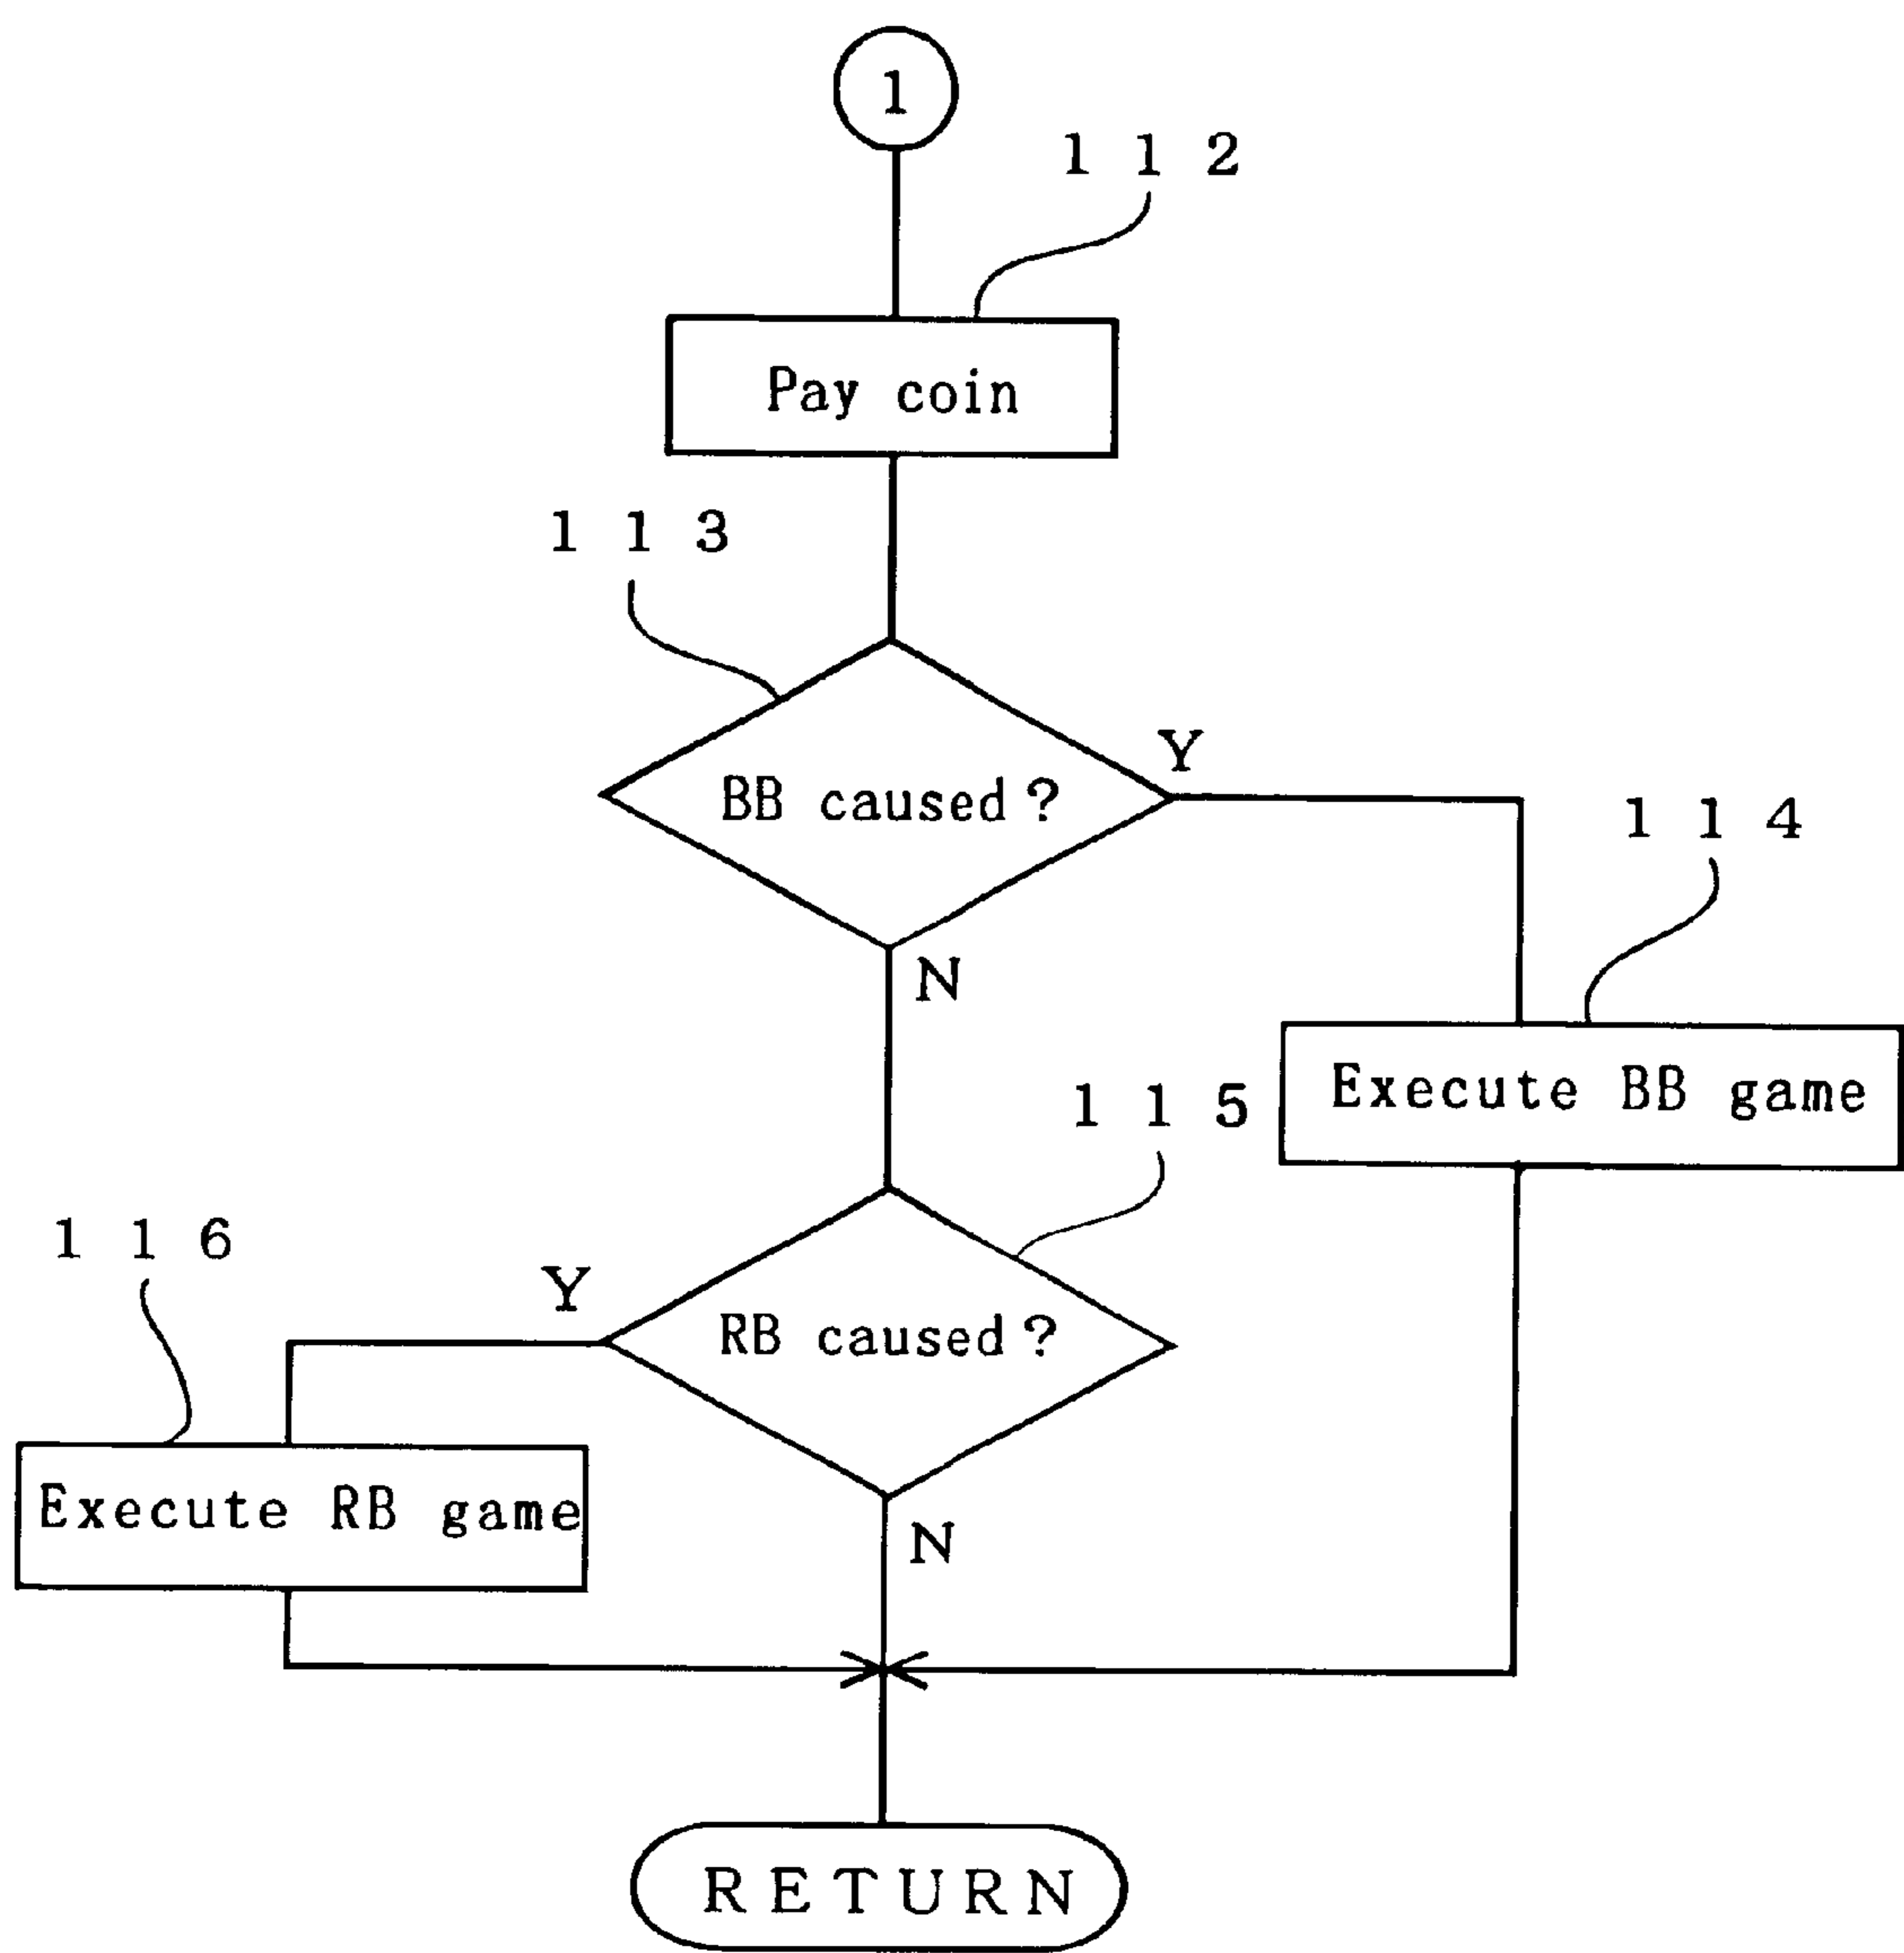 1
1 1 2
Pay coin
1 1 3
BB caused ?
Y
1 1 4
N
Execute BB game
1 1 5
1 1 6
Y
RB caused ?
Execute RB game
N
RETURN